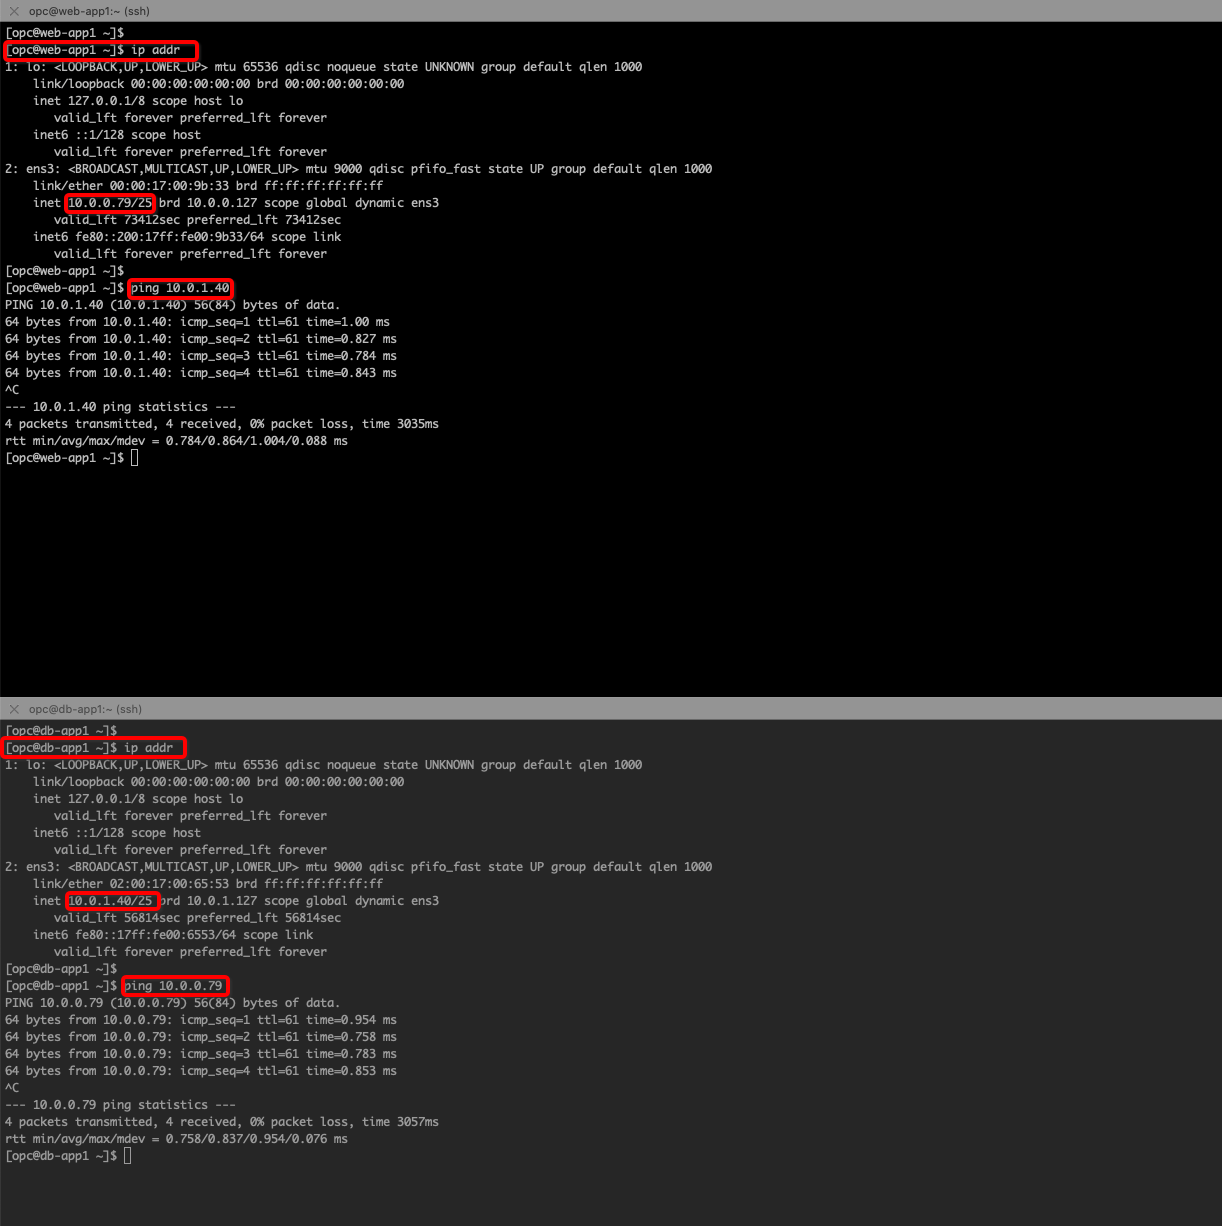 opc@web-app1:~ (ssh)
[opc@web-app1 ~]$
[opc@web-app1 ~]$ ip addr
1: lo: <LOOPBACK,UP,LOWER_UP> mtu 65536 qdisc noqueue state UNKNOWN group default qlen 1000
    link/loopback 00:00:00:00:00:00 brd 00:00:00:00:00:00
    inet 127.0.0.1/8 scope host lo
       valid_lft forever preferred_lft forever
    inet6 ::1/128 scope host
       valid_lft forever preferred_lft forever
2: ens3: <BROADCAST,MULTICAST,UP,LOWER_UP> mtu 9000 qdisc pfifo_fast state UP group default qlen 1000
    link/ether 00:00:17:00:9b:33 brd ff:ff:ff:ff:ff:ff
    inet 10.0.0.79/25 brd 10.0.0.127 scope global dynamic ens3
       valid_lft 73412sec preferred_lft 73412sec
    inet6 fe80::200:17ff:fe00:9b33/64 scope link
       valid_lft forever preferred_lft forever
[opc@web-app1 ~]$
[opc@web-app1 ~]$ ping 10.0.1.40
PING 10.0.1.40 (10.0.1.40) 56(84) bytes of data.
64 bytes from 10.0.1.40: icmp_seq=1 ttl=61 time=1.00 ms
64 bytes from 10.0.1.40: icmp_seq=2 ttl=61 time=0.827 ms
64 bytes from 10.0.1.40: icmp_seq=3 ttl=61 time=0.784 ms
64 bytes from 10.0.1.40: icmp_seq=4 ttl=61 time=0.843 ms
^C
--- 10.0.1.40 ping statistics ---
4 packets transmitted, 4 received, 0% packet loss, time 3035ms
rtt min/avg/max/mdev = 0.784/0.864/1.004/0.088 ms
[opc@web-app1 ~]$
opc@db-app1:~ (ssh)
[opc@db-app1 ~]$
[opc@db-app1 ~]$ ip addr
1: lo: <LOOPBACK,UP,LOWER_UP> mtu 65536 qdisc noqueue state UNKNOWN group default qlen 1000
    link/loopback 00:00:00:00:00:00 brd 00:00:00:00:00:00
    inet 127.0.0.1/8 scope host lo
       valid_lft forever preferred_lft forever
    inet6 ::1/128 scope host
       valid_lft forever preferred_lft forever
2: ens3: <BROADCAST,MULTICAST,UP,LOWER_UP> mtu 9000 qdisc pfifo_fast state UP group default qlen 1000
    link/ether 02:00:17:00:65:53 brd ff:ff:ff:ff:ff:ff
    inet 10.0.1.40/25 brd 10.0.1.127 scope global dynamic ens3
       valid_lft 56814sec preferred_lft 56814sec
    inet6 fe80::17ff:fe00:6553/64 scope link
       valid_lft forever preferred_lft forever
[opc@db-app1 ~]$
[opc@db-app1 ~]$ ping 10.0.0.79
PING 10.0.0.79 (10.0.0.79) 56(84) bytes of data.
64 bytes from 10.0.0.79: icmp_seq=1 ttl=61 time=0.954 ms
64 bytes from 10.0.0.79: icmp_seq=2 ttl=61 time=0.758 ms
64 bytes from 10.0.0.79: icmp_seq=3 ttl=61 time=0.783 ms
64 bytes from 10.0.0.79: icmp_seq=4 ttl=61 time=0.853 ms
^C
--- 10.0.0.79 ping statistics ---
4 packets transmitted, 4 received, 0% packet loss, time 3057ms
rtt min/avg/max/mdev = 0.758/0.837/0.954/0.076 ms
[opc@db-app1 ~]$